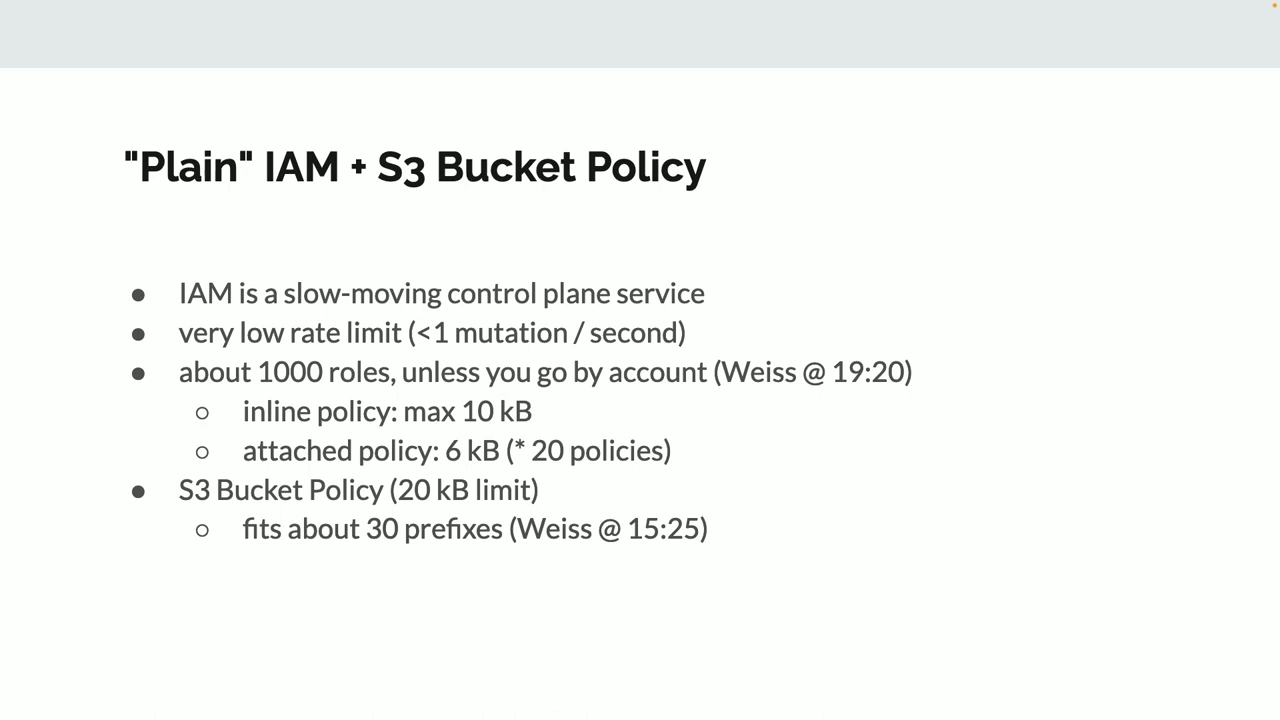 "Plain" IAM + S3 Bucket Policy
● IAM is a slow-moving control plane service
● very low rate limit (<1 mutation / second)
● about 1000 roles, unless you go by account (Weiss @ 19:20)
○ inline policy: max 10 kB
○ attached policy: 6 kB (* 20 policies)
● S3 Bucket Policy (20 kB limit)
○ fits about 30 prefixes (Weiss @ 15:25)